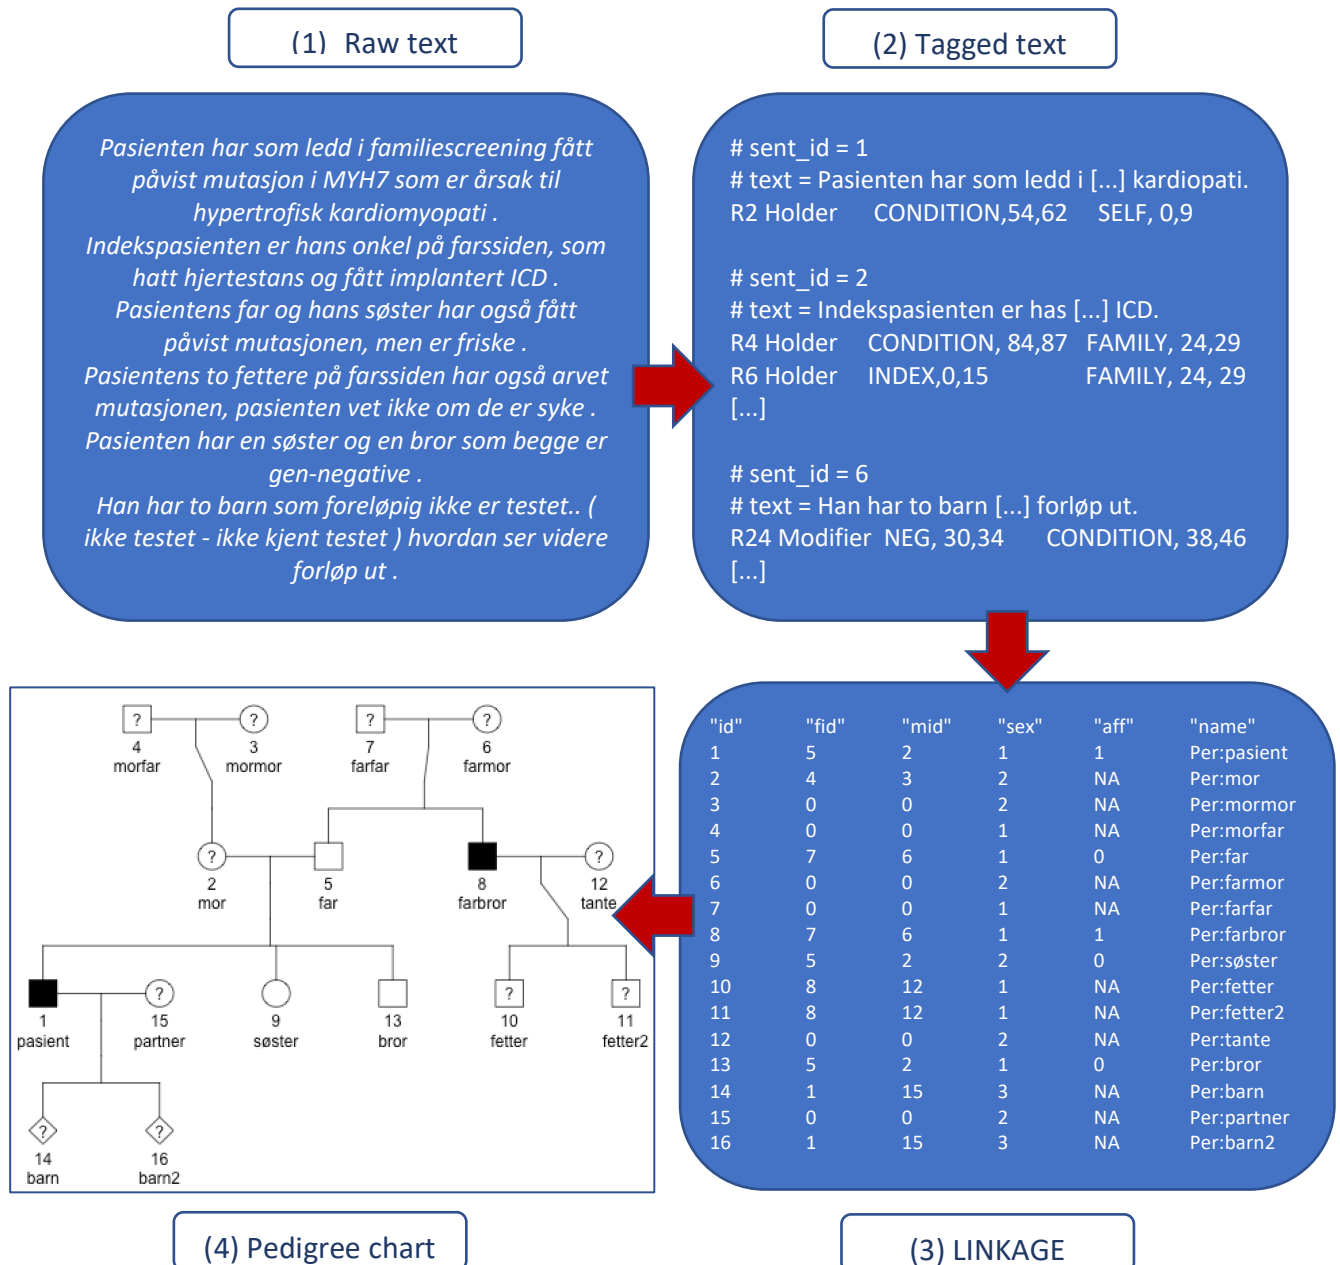 (1) Raw text
Pasienten har som ledd i familiescreening fått
påvist mutasjon i MYH7 som er årsak til
hypertrofisk kardiomyopati .
Indekspasienten er hans onkel på farssiden, som
hatt hjertestans og fått implantert ICD .
Pasientens far og hans søster har også fått
påvist mutasjonen, men er friske .
Pasientens to fettere på farssiden har også arvet
mutasjonen, pasienten vet ikke om de er syke .
Pasienten har en søster og en bror som begge er
gen-negative .
Han har to barn som foreløpig ikke er testet.. (
ikke testet - ikke kjent testet ) hvordan ser videre
forløp ut .
(2) Tagged text
# sent_id = 1
# text = Pasienten har som ledd i [...] kardiopati.
R2 Holder CONDITION,54,62 SELF, 0,9
# sent_id = 2
# text = Indekspasienten er has [...] ICD.
R4 Holder CONDITION, 84,87 FAMILY, 24,29
R6 Holder INDEX,0,15 FAMILY, 24, 29
[...]
# sent_id = 6
# text = Han har to barn [...] forløp ut.
R24 Modifier NEG, 30,34 CONDITION, 38,46
[...]
"id" "fid" "mid" "sex" "aff" "name"
1 5 2 1 1 Per:pasient
2 4 3 2 NA Per:mor
3 0 0 2 NA Per:mormor
4 0 0 1 NA Per:morfar
5 7 6 1 0 Per:far
6 0 0 2 NA Per:farmor
7 0 0 1 NA Per:farfar
8 7 6 1 1 Per:farbror
9 5 2 2 0 Per:søster
10 8 12 1 NA Per:fetter
11 8 12 1 NA Per:fetter2
12 0 0 2 NA Per:tante
13 5 2 1 0 Per:bror
14 1 15 3 NA Per:barn
15 0 0 2 NA Per:partner
16 1 15 3 NA Per:barn2
(3) LINKAGE
? ? ? ?
4 3 7 6
morfar mormor farfar farmor
? ?
2 5 8 12
mor far farbror tante
? ? ?
1 15 9 13 10 11
pasient partner søster bror fetter fetter2
? ?
14 16
barn barn2
(4) Pedigree chart